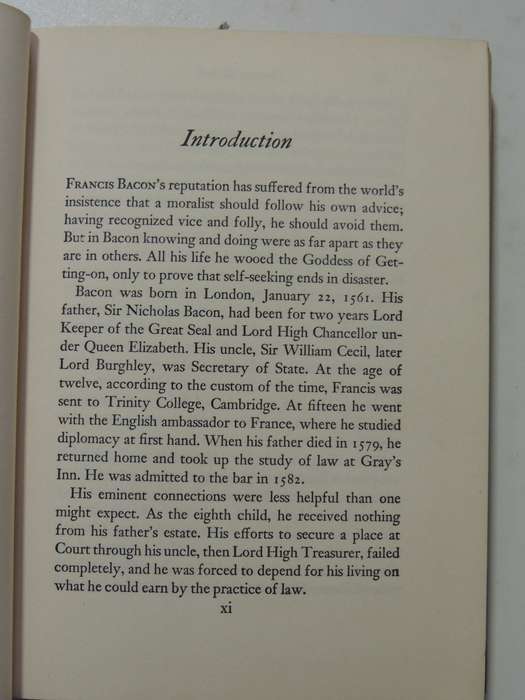 Introduction
FRANCIS BACON'S reputation has suffered from the world's
insistence that a moralist should follow his own advice;
having recognized vice and folly, he should avoid them.
But in Bacon knowing and doing were as far apart as they
are in others. All his life he wooed the Goddess of Get-
ting-on, only to prove that self-seeking ends in disaster.
Bacon was born in London, January 22, 1561. His
father, Sir Nicholas Bacon, had been for two years Lord
Keeper of the Great Seal and Lord High Chancellor un-
der Queen Elizabeth. His uncle, Sir William Cecil, later
Lord Burghley, was Secretary of State. At the age of
twelve, according to the custom of the time, Francis was
sent to Trinity College, Cambridge. At fifteen he went
with the English ambassador to France, where he studied
diplomacy at first hand. When his father died in 1579, he
returned home and took up the study of law at Gray's
Inn. He was admitted to the bar in 1582.
His eminent connections were less helpful than one
might expect. As the eighth child, he received nothing
from his father's estate. His efforts to secure a place at
Court through his uncle, then Lord High Treasurer, failed
completely, and he was forced to depend for his living on
what he could earn by the practice of law.
xi